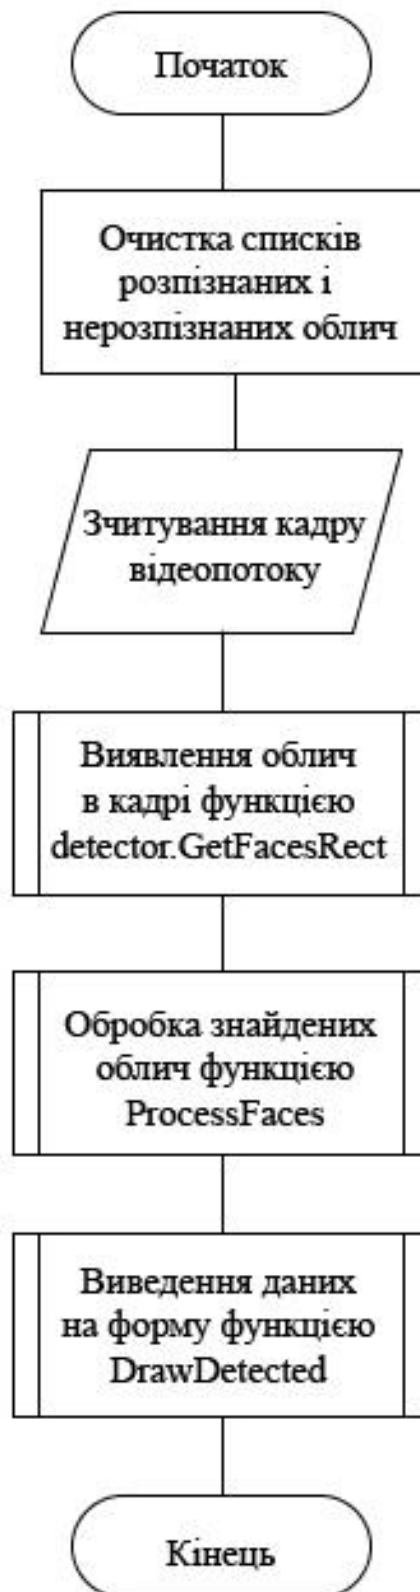 Початок
Очистка списків
розпізнаних і
нерозпізнаних облич
Зчитування кадру
відеопотоку
Виявлення облич
в кадрі функцією
detector.GetFacesRect
Обробка знайдених
облич функцією
ProcessFaces
Виведення даних
на форму функцією
DrawDetected
Кінець